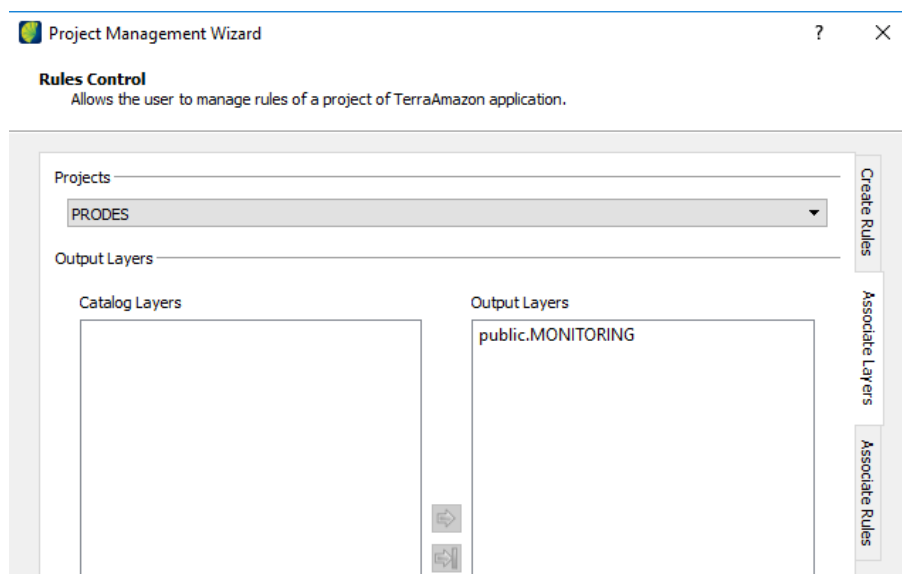 Project Management Wizard
?
Rules Control
Allows the user to manage rules of a project of TerraAmazon application.
Projects
PRODES
Output Layers
Catalog Layers
Output Layers
public.MONITORING
Create Rules
Associate Layers
Associate Rules